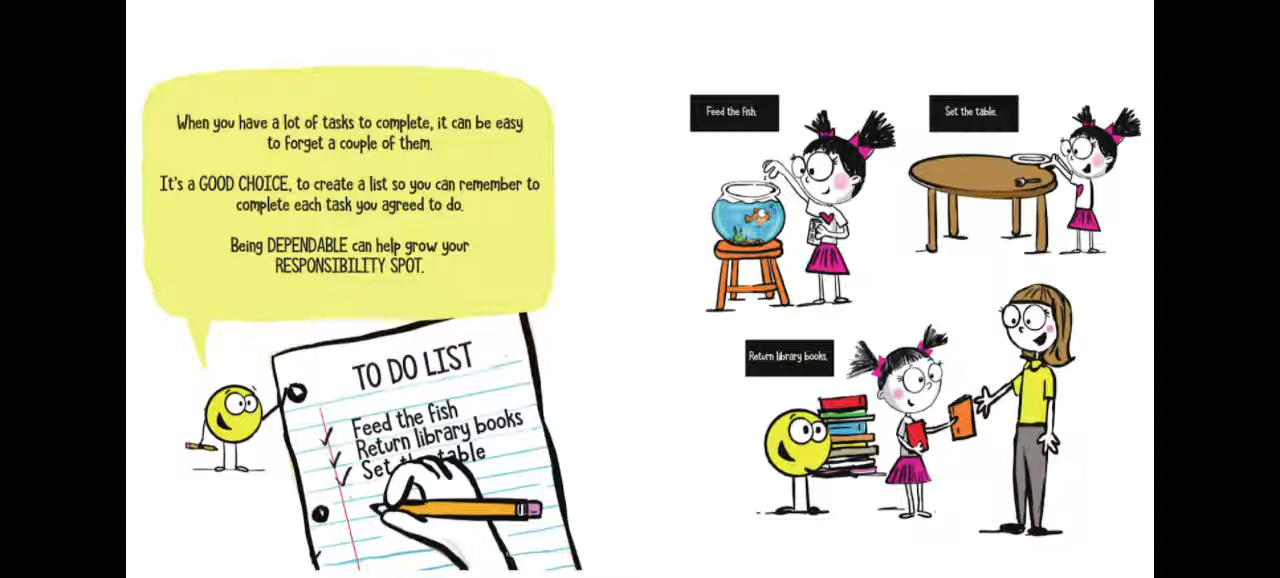 When you have a lot of tasks to complete, it can be easy
to forget a couple of them.
It's a GOOD CHOICE, to create a list so you can remember to
complete each task you agreed to do.
Being DEPENDABLE can help grow your
RESPONSIBILITY SPOT.
TO DO LIST
Feed the fish
Return library books
Set the table
Feed the fish.
Set the table.
Return library books.